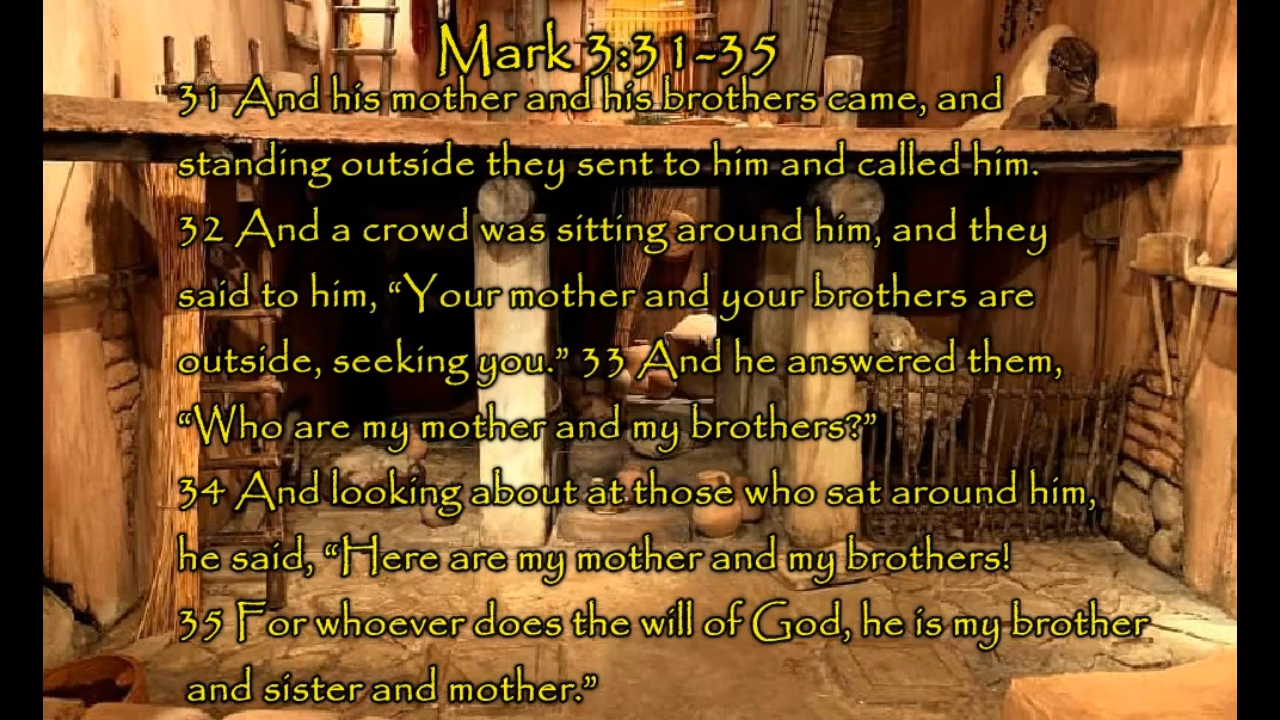 Mark 3:31-35
31 And his mother and his brothers came, and
standing outside they sent to him and called him.
32 And a crowd was sitting around him, and they
said to him, “Your mother and your brothers are
outside, seeking you.” 33 And he answered them,
“Who are my mother and my brothers?”
34 And looking about at those who sat around him,
he said, “Here are my mother and my brothers!
35 For whoever does the will of God, he is my brother
and sister and mother.”